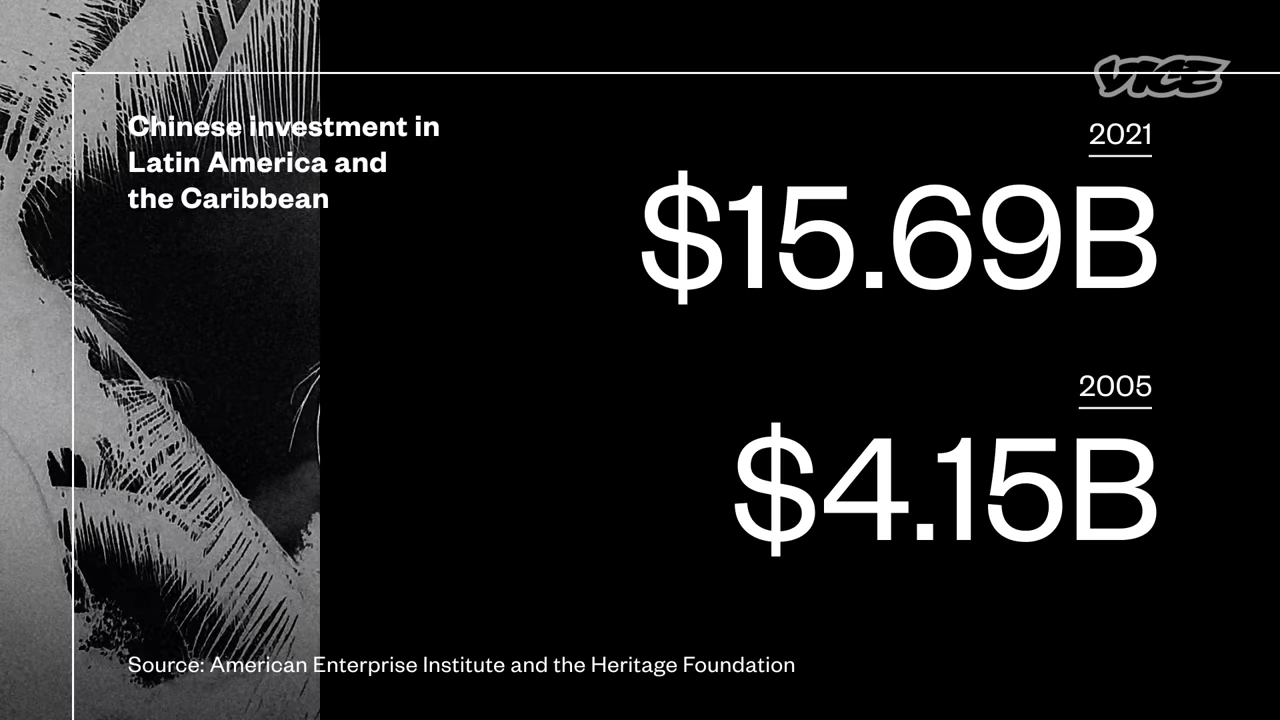 VICE
Chinese investment in
Latin America and
the Caribbean
2021
$15.69B
2005
$4.15B
Source: American Enterprise Institute and the Heritage Foundation